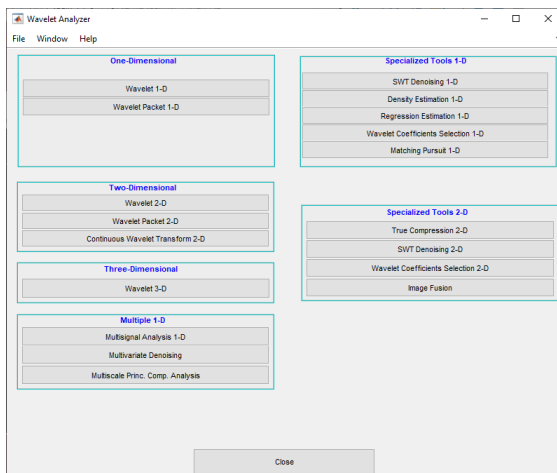 Wavelet Analyzer
File Window Help
One-Dimensional
Wavelet 1-D
Wavelet Packet 1-D
Two-Dimensional
Wavelet 2-D
Wavelet Packet 2-D
Continuous Wavelet Transform 2-D
Three-Dimensional
Wavelet 3-D
Multiple 1-D
Multisignal Analysis 1-D
Multivariate Denoising
Multiscale Princ. Comp. Analysis
Specialized Tools 1-D
SWT Denoising 1-D
Density Estimation 1-D
Regression Estimation 1-D
Wavelet Coefficients Selection 1-D
Matching Pursuit 1-D
Specialized Tools 2-D
True Compression 2-D
SWT Denoising 2-D
Wavelet Coefficients Selection 2-D
Image Fusion
Close